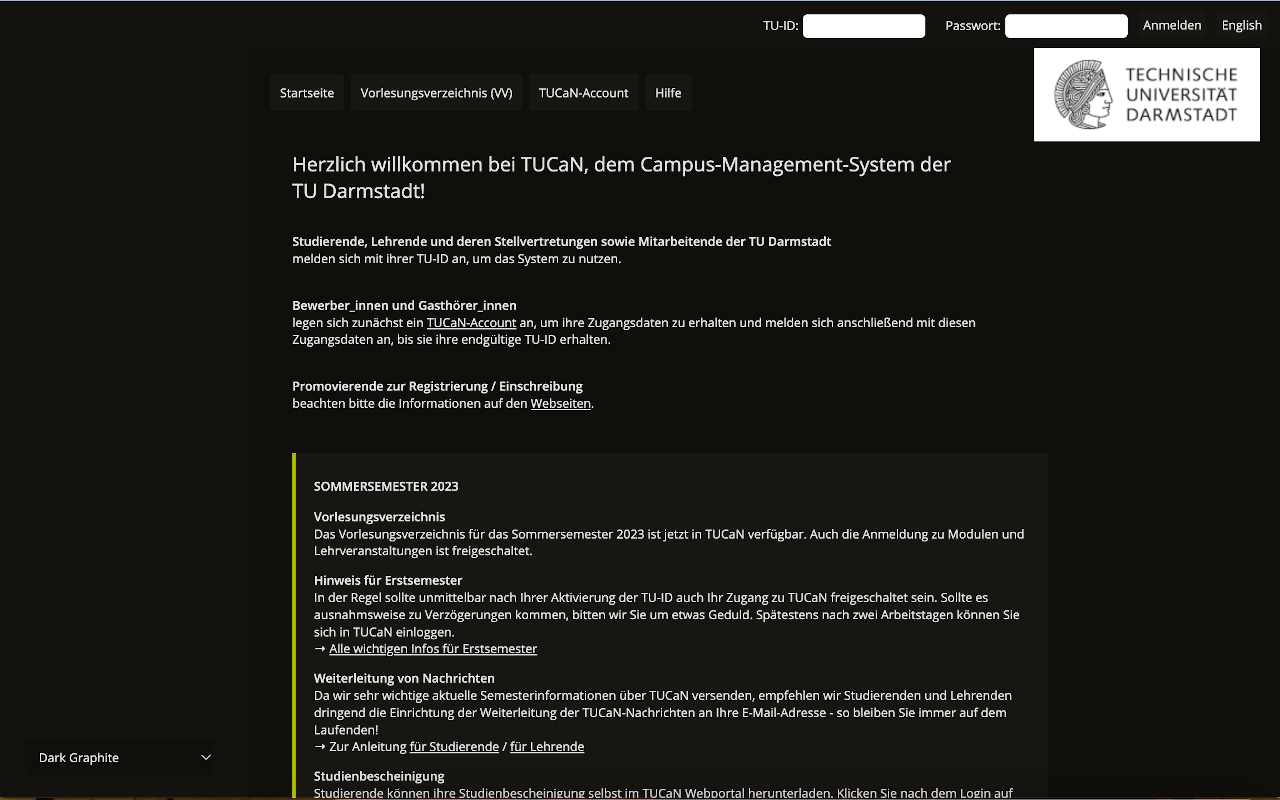 TU-ID: Passwort: Anmelden English
Startseite Vorlesungsverzeichnis (VV) TUCaN-Account Hilfe
TECHNISCHE
UNIVERSITÄT
DARMSTADT
Herzlich willkommen bei TUCaN, dem Campus-Management-System der
TU Darmstadt!
Studierende, Lehrende und deren Stellvertretungen sowie Mitarbeitende der TU Darmstadt
melden sich mit ihrer TU-ID an, um das System zu nutzen.
Bewerber_innen und Gasthörer_innen
legen sich zunächst ein TUCaN-Account an, um ihre Zugangsdaten zu erhalten und melden sich anschließend mit diesen
Zugangsdaten an, bis sie ihre endgültige TU-ID erhalten.
Promovierende zur Registrierung / Einschreibung
beachten bitte die Informationen auf den Webseiten.
SOMMERSEMESTER 2023
Vorlesungsverzeichnis
Das Vorlesungsverzeichnis für das Sommersemester 2023 ist jetzt in TUCaN verfügbar. Auch die Anmeldung zu Modulen und
Lehrveranstaltungen ist freigeschaltet.
Hinweis für Erstsemester
In der Regel sollte unmittelbar nach Ihrer Aktivierung der TU-ID auch Ihr Zugang zu TUCaN freigeschaltet sein. Sollte es
ausnahmsweise zu Verzögerungen kommen, bitten wir Sie um etwas Geduld. Spätestens nach zwei Arbeitstagen können Sie
sich in TUCaN einloggen.
→ Alle wichtigen Infos für Erstsemester
Weiterleitung von Nachrichten
Da wir sehr wichtige aktuelle Semesterinformationen über TUCaN versenden, empfehlen wir Studierenden und Lehrenden
dringend die Einrichtung der Weiterleitung der TUCaN-Nachrichten an Ihre E-Mail-Adresse - so bleiben Sie immer auf dem
Laufenden!
→ Zur Anleitung für Studierende / für Lehrende
Dark Graphite
Studienbescheinigung
Studierende können ihre Studienbescheinigung selbst im TUCaN Webportal herunterladen. Klicken Sie nach dem Login auf